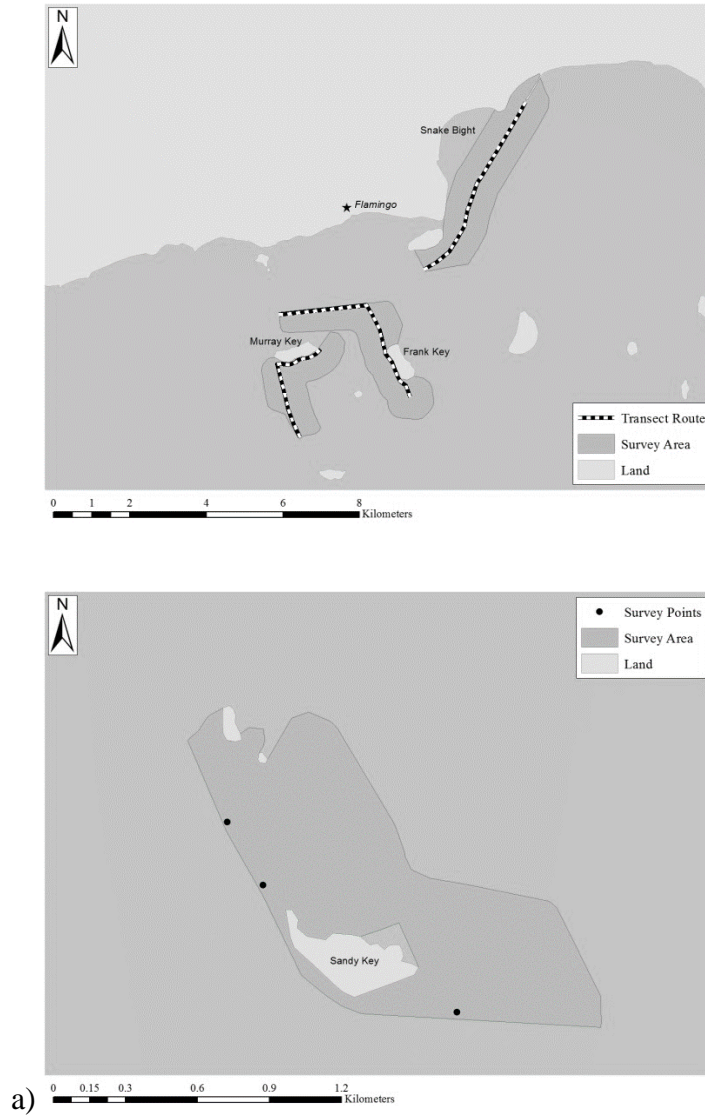 N
Snake Bight
Flamingo
Murray Key
Frank Key
Transect Route
Survey Area
Land
0 1 2 4 6 8
Kilometers
N
Survey Points
Survey Area
Land
Sandy Key
a)
0 0.15 0.3 0.6 0.9 1.2
Kilometers